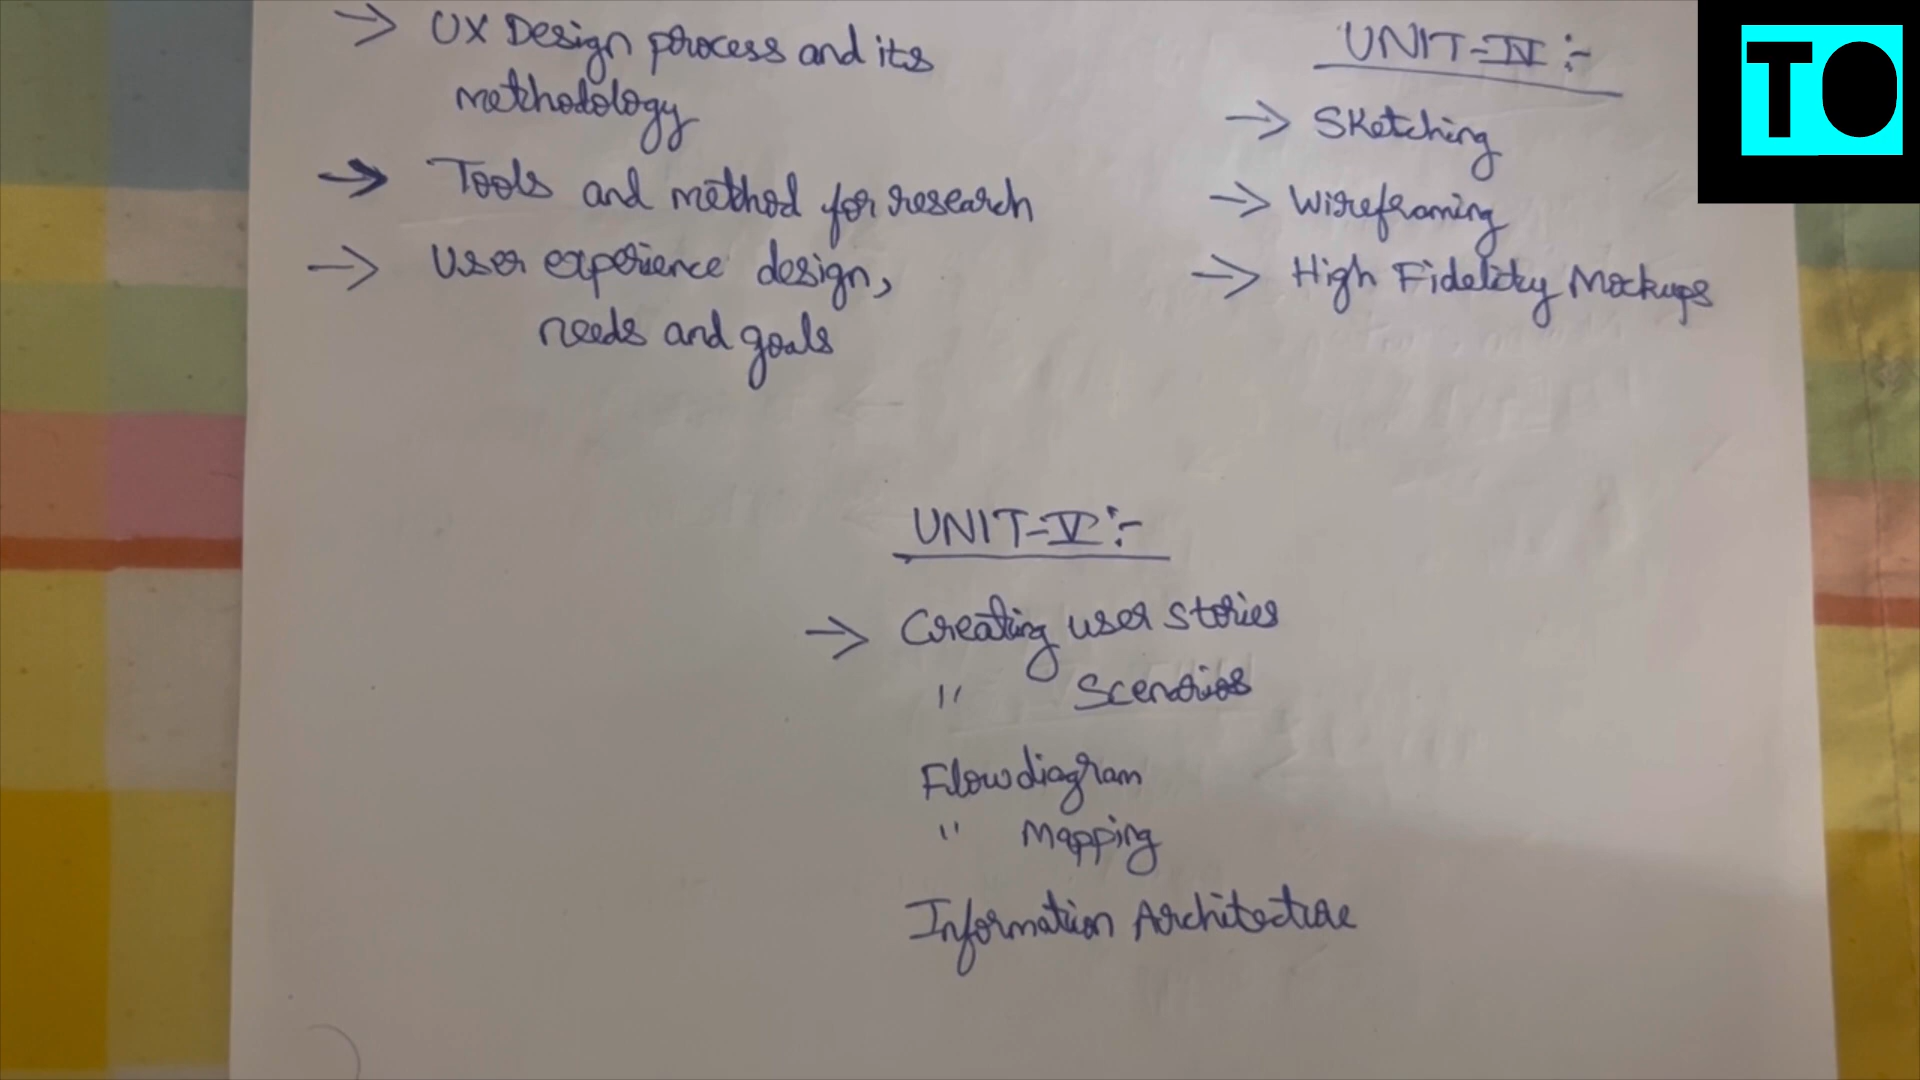 → UX Design process and its
methodology
→ Tools and method for research
→ User experience design,
needs and goals
UNIT-IV :-
→ Sketching
→ Wireframing
→ High Fidelity Mockups
TO
UNIT-V :-
→ Creating user stories
" Scenarios
Flow diagram
" Mapping
Information Architecture